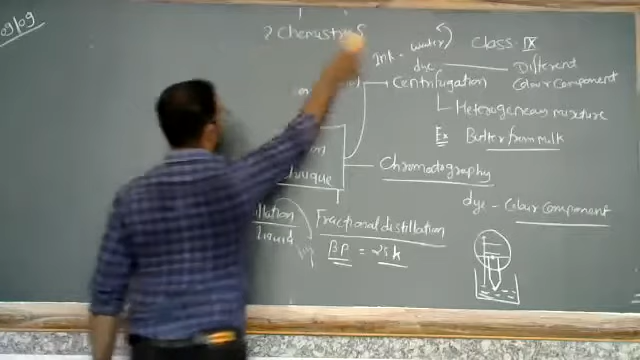 09/09
? Chemistry
Class - IX
Ink - water
dye
Different
Colour Component
Centrifugation
Heterogeneous mixture
Ex
Butter from milk
Chromatography
dye - Colour Component
Fractional distillation
BP = 25k